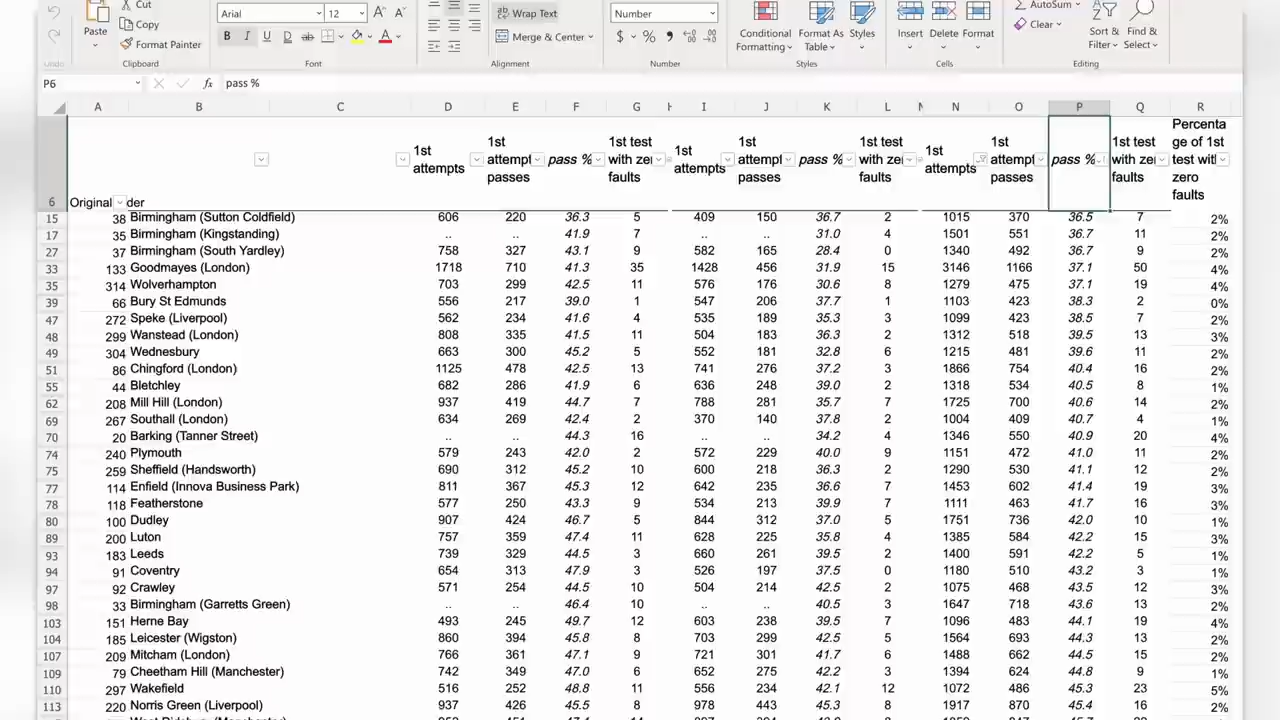 Cut
Copy
Format Painter
Paste
Undo
Clipboard
Arial 12 A A
B I U D ab A
Font
ab Wrap Text
Merge & Center
Alignment
Number
$ % 9 .00
Number
Conditional Formatting
Format As Table
Styles
Styles
Insert Delete Format
Cells
AutoSum
Clear
Sort & Filter
Find & Select
Editing
P6 fx pass %
A B C D E F G H I J K L N O P Q R
6 Original der 1st attempts 1st attempt passes pass % 1st test with zer faults 1st attempts 1st attempt passes pass % 1st test with zer faults 1st attempts 1st attempt passes pass % 1st test with zer faults Percenta ge of 1st test with zero faults
15 38 Birmingham (Sutton Coldfield) 606 220 36.3 5 409 150 36.7 2 1015 370 36.5 7 2%
17 35 Birmingham (Kingstanding) .. .. 41.9 7 .. .. 31.0 4 1501 551 36.7 11 2%
27 37 Birmingham (South Yardley) 758 327 43.1 9 582 165 28.4 0 1340 492 36.7 9 2%
33 133 Goodmayes (London) 1718 710 41.3 35 1428 456 31.9 15 3146 1166 37.1 50 4%
35 314 Wolverhampton 703 299 42.5 11 576 176 30.6 8 1279 475 37.1 19 4%
39 66 Bury St Edmunds 556 217 39.0 1 547 206 37.7 1 1103 423 38.3 2 0%
47 272 Speke (Liverpool) 562 234 41.6 4 535 189 35.3 3 1099 423 38.5 7 2%
48 299 Wanstead (London) 808 335 41.5 11 504 183 36.3 2 1312 518 39.5 13 3%
49 304 Wednesbury 663 300 45.2 5 552 181 32.8 6 1215 481 39.6 11 2%
51 86 Chingford (London) 1125 478 42.5 13 741 276 37.2 3 1866 754 40.4 16 2%
55 44 Bletchley 682 286 41.9 6 636 248 39.0 2 1318 534 40.5 8 1%
62 208 Mill Hill (London) 937 419 44.7 7 788 281 35.7 7 1725 700 40.6 14 2%
69 267 Southall (London) 634 269 42.4 2 370 140 37.8 2 1004 409 40.7 4 1%
70 20 Barking (Tanner Street) .. .. 44.3 16 .. .. 34.2 4 1346 550 40.9 20 4%
74 240 Plymouth 579 243 42.0 2 572 229 40.0 9 1151 472 41.0 11 2%
75 259 Sheffield (Handsworth) 690 312 45.2 10 600 218 36.3 2 1290 530 41.1 12 2%
77 114 Enfield (Innova Business Park) 811 367 45.3 12 642 235 36.6 7 1453 602 41.4 19 3%
78 118 Featherstone 577 250 43.3 9 534 213 39.9 7 1111 463 41.7 16 3%
80 100 Dudley 907 424 46.7 5 844 312 37.0 5 1751 736 42.0 10 1%
89 200 Luton 757 359 47.4 11 628 225 35.8 4 1385 584 42.2 15 3%
93 183 Leeds 739 329 44.5 3 660 261 39.5 2 1400 591 42.2 5 1%
94 91 Coventry 654 313 47.9 3 526 197 37.5 0 1180 510 43.2 3 1%
97 92 Crawley 571 254 44.5 10 504 214 42.5 2 1075 468 43.5 12 3%
98 33 Birmingham (Garretts Green) .. .. 46.4 10 .. .. 40.5 3 1647 718 43.6 13 2%
103 151 Herne Bay 493 245 49.7 12 603 238 39.5 7 1096 483 44.1 19 4%
104 185 Leicester (Wigston) 860 394 45.8 8 703 299 42.5 5 1564 694 44.3 13 2%
107 209 Mitcham (London) 766 361 47.1 9 721 301 41.7 6 1488 662 44.5 15 2%
109 79 Cheetham Hill (Manchester) 742 349 47.0 6 652 275 42.2 3 1394 624 44.8 9 1%
110 297 Wakefield 516 252 48.8 11 556 234 42.1 12 1072 486 45.3 23 5%
113 220 Norris Green (Liverpool) 937 426 45.5 8 978 443 45.3 8 1917 870 45.4 16 2%